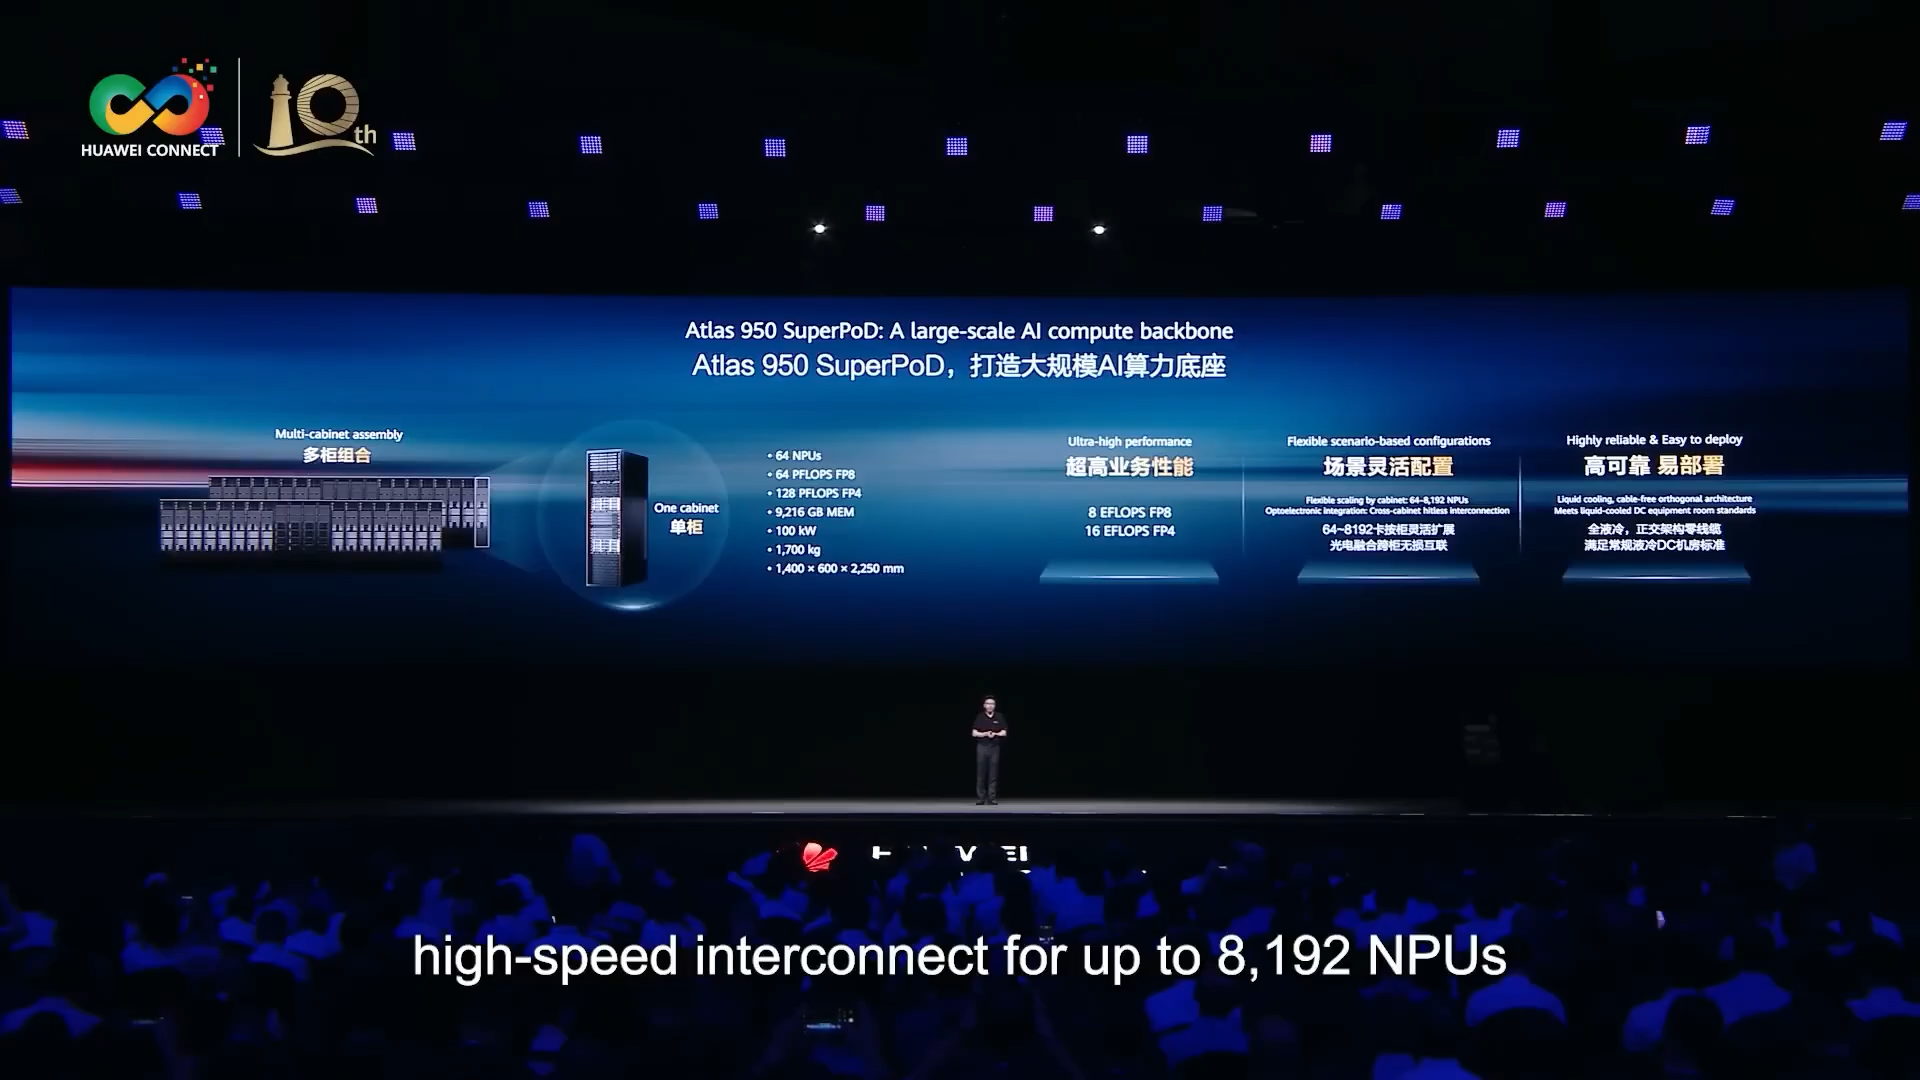 HUAWEI CONNECT
10th
Atlas 950 SuperPoD: A large-scale AI compute backbone
Atlas 950 SuperPoD，打造大规模AI算力底座
Multi-cabinet assembly
多柜组合
One cabinet
单柜
• 64 NPUs
• 64 PFLOPS FP8
• 128 PFLOPS FP4
• 9,216 GB MEM
• 100 kW
• 1,700 kg
• 1,400 × 600 × 2,250 mm
Ultra-high performance
超高业务性能
8 EFLOPS FP8
16 EFLOPS FP4
Flexible scenario-based configurations
场景灵活配置
Flexible scaling by cabinet: 64-8,192 NPUs
Optoelectronic integration: Cross-cabinet hitless interconnection
64~8192卡按柜灵活扩展
光电融合跨柜无损互联
Highly reliable & Easy to deploy
高可靠 易部署
Liquid cooling, cable-free orthogonal architecture
Meets liquid-cooled DC equipment room standards
全液冷，正交架构零线缆
满足常规液冷DC机房标准
high-speed interconnect for up to 8,192 NPUs